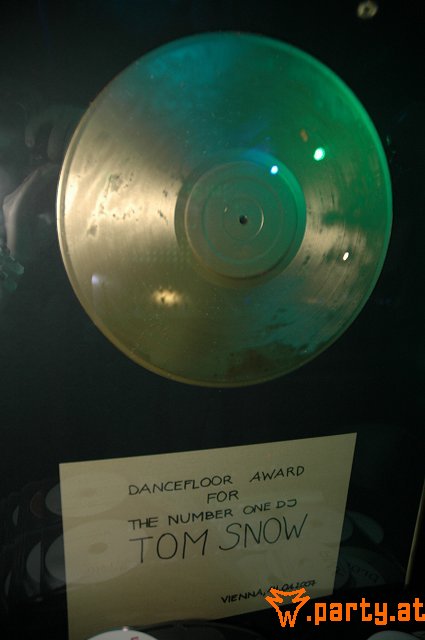 DANCEFLOOR AWARD
FOR
THE NUMBER ONE DJ
TOM SNOW
VIENNA,
.party.at